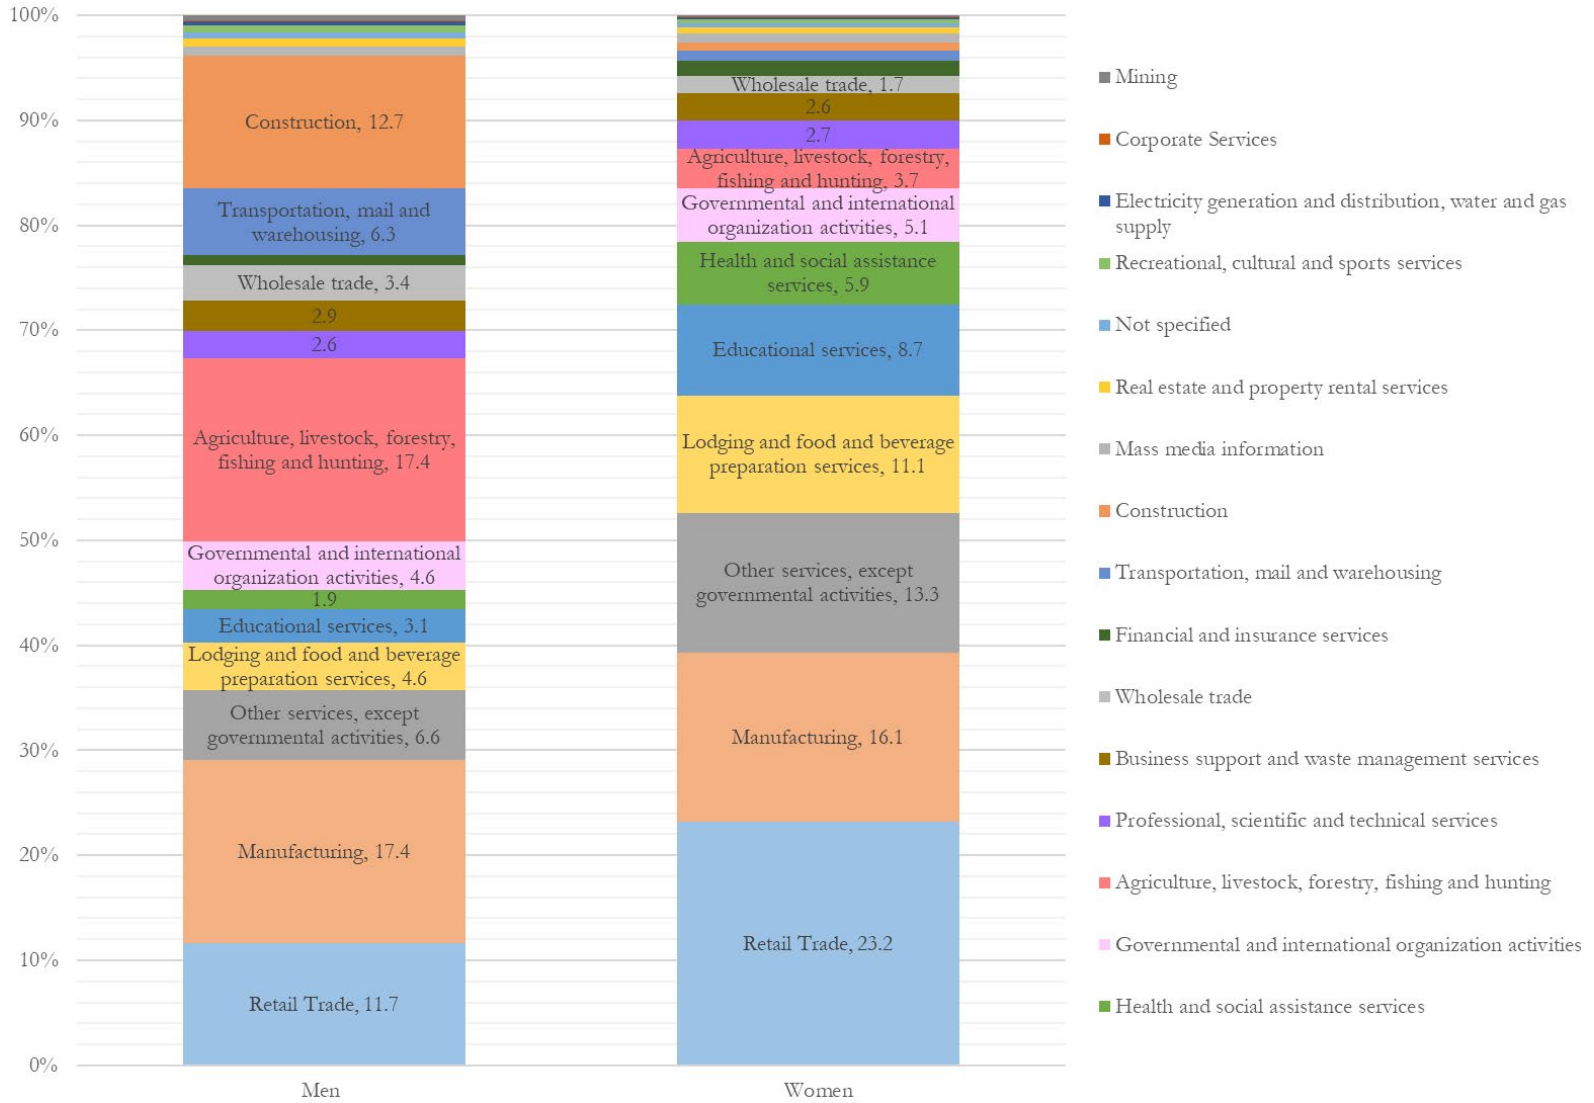 100%
90%
80%
70%
60%
50%
40%
30%
20%
10%
0%
Construction, 12.7
Transportation, mail and
warehousing, 6.3
Wholesale trade, 3.4
2.9
2.6
Agriculture, livestock, forestry,
fishing and hunting, 17.4
Governmental and international
organization activities, 4.6
1.9
Educational services, 3.1
Lodging and food and beverage
preparation services, 4.6
Other services, except
governmental activities, 6.6
Manufacturing, 17.4
Retail Trade, 11.7
Men
Wholesale trade, 1.7
2.6
2.7
Agriculture, livestock, forestry,
fishing and hunting, 3.7
Governmental and international
organization activities, 5.1
Health and social assistance
services, 5.9
Educational services, 8.7
Lodging and food and beverage
preparation services, 11.1
Other services, except
governmental activities, 13.3
Manufacturing, 16.1
Retail Trade, 23.2
Women
Mining
Corporate Services
Electricity generation and distribution, water and gas
supply
Recreational, cultural and sports services
Not specified
Real estate and property rental services
Mass media information
Construction
Transportation, mail and warehousing
Financial and insurance services
Wholesale trade
Business support and waste management services
Professional, scientific and technical services
Agriculture, livestock, forestry, fishing and hunting
Governmental and international organization activities
Health and social assistance services